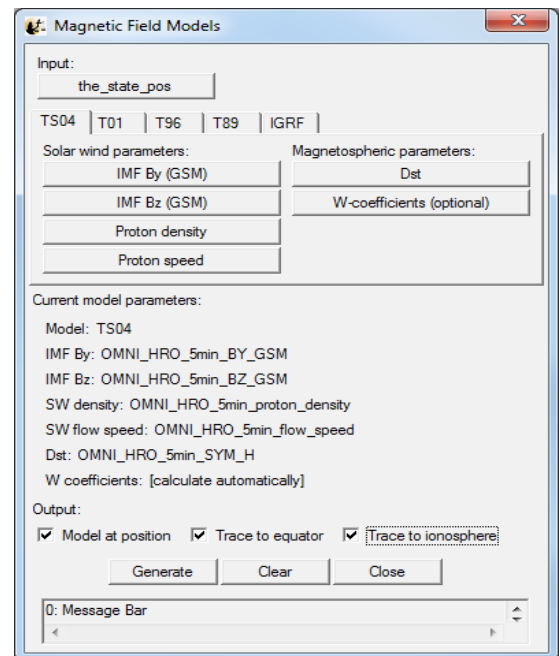 Magnetic Field Models
Input:
the_state_pos
TS04 T01 T96 T89 IGRF
Solar wind parameters:
IMF By (GSM)
IMF Bz (GSM)
Proton density
Proton speed
Magnetospheric parameters:
Dst
W-coefficients (optional)
Current model parameters:
Model: TS04
IMF By: OMNI_HRO_5min_BY_GSM
IMF Bz: OMNI_HRO_5min_BZ_GSM
SW density: OMNI_HRO_5min_proton_density
SW flow speed: OMNI_HRO_5min_flow_speed
Dst: OMNI_HRO_5min_SYM_H
W coefficients: [calculate automatically]
Output:
Model at position Trace to equator Trace to ionosphere
Generate Clear Close
0: Message Bar